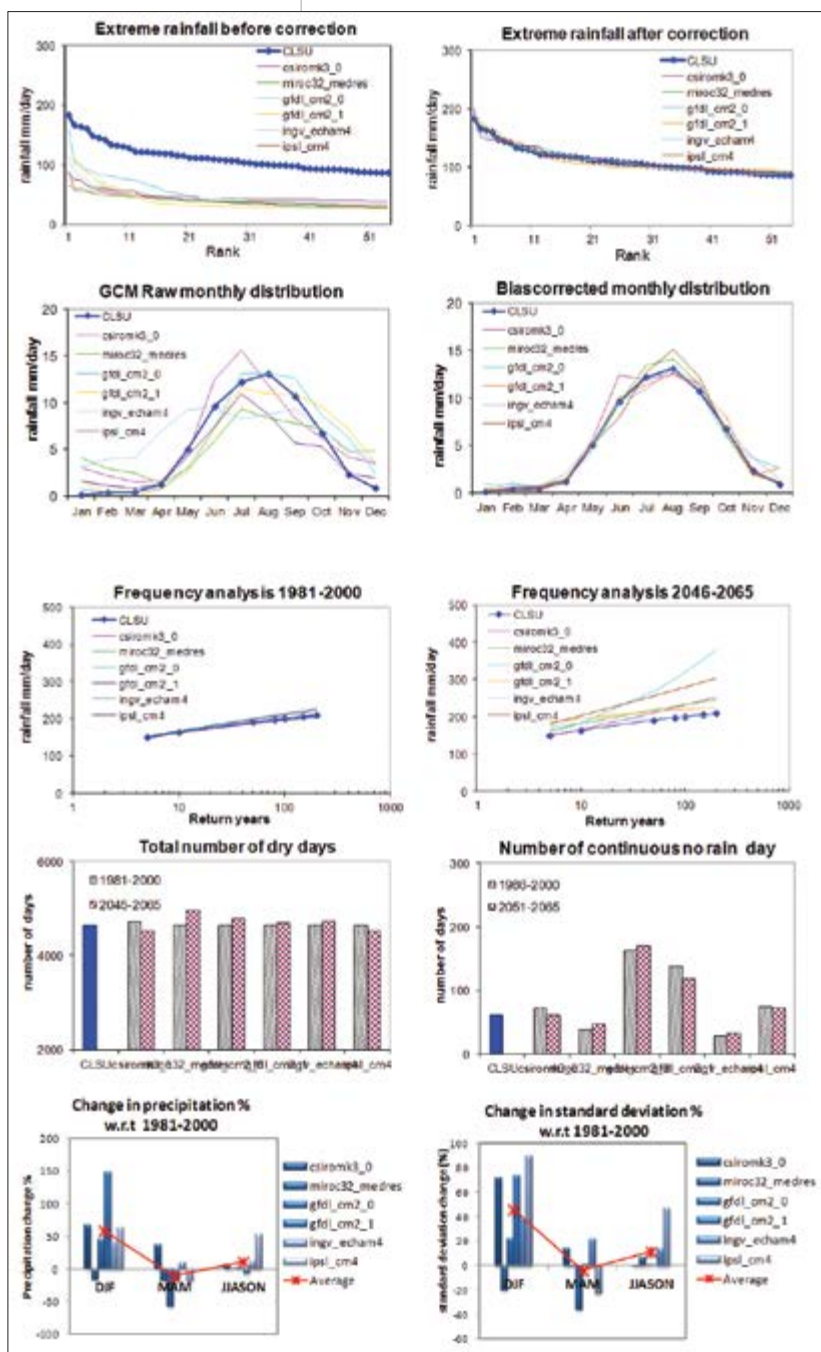 Extreme rainfall before correction
300
200
100
0
rainfall mm/day
CLSU
csiromk3_0
miroc32_medres
gfdl_cm2_0
gfdl_cm2_1
ingv_echam4
ipsl_cm4
1 11 21 31 41 51
Rank
Extreme rainfall after correction
300
200
100
0
rainfall mm/day
CLSU
csiromk3_0
miroc32_medres
gfdl_cm2_0
gfdl_cm2_1
ingv_echam4
ipsl_cm4
1 11 21 31 41 51
Rank
GCM Raw monthly distribution
20
15
10
5
0
rainfall mm/day
CLSU
csiromk3_0
miroc32_medres
gfdl_cm2_0
gfdl_cm2_1
ingv_echam4
ipsl_cm4
Jan Feb Mar Apr May Jun Jul Aug Sep Oct Nov Dec
Biascorrected monthly distribution
20
15
10
5
0
rainfall mm/day
CLSU
csiromk3_0
miroc32_medres
gfdl_cm2_0
gfdl_cm2_1
ingv_echam4
ipsl_cm4
Jan Feb Mar Apr May Jun Jul Aug Sep Oct Nov Dec
Frequency analysis 1981-2000
500
400
300
200
100
0
rainfall mm/day
CLSU
csiromk3_0
miroc32_medres
gfdl_cm2_0
gfdl_cm2_1
ingv_echam4
ipsl_cm4
1 10 100 1000
Return years
Frequency analysis 2046-2065
500
400
300
200
100
0
rainfall mm/day
CLSU
csiromk3_0
miroc32_medres
gfdl_cm2_0
gfdl_cm2_1
ingv_echam4
ipsl_cm4
1 10 100 1000
Return years
Total number of dry days
6000
4000
2000
number of days
1981-2000
2045-2065
CLSU ipsl_cm4
Number of continuous no rain day
300
200
100
0
number of days
1986-2000
2051-2065
CLSU ipsl_cm4
Change in precipitation %
w.r.t 1981-2000
200
150
100
50
0
-50
-100
Precipitation change %
DJF MAM JJASON
csiromk3_0
miroc32_medres
gfdl_cm2_0
gfdl_cm2_1
ingv_echam4
ipsl_cm4
Average
Change in standard deviation %
w.r.t 1981-2000
100
80
60
40
20
0
-20
-40
-60
standard deviation change (%)
DJF MAM JJASON
csiromk3_0
miroc32_medres
gfdl_cm2_0
gfdl_cm2_1
ingv_echam4
ipsl_cm4
Average